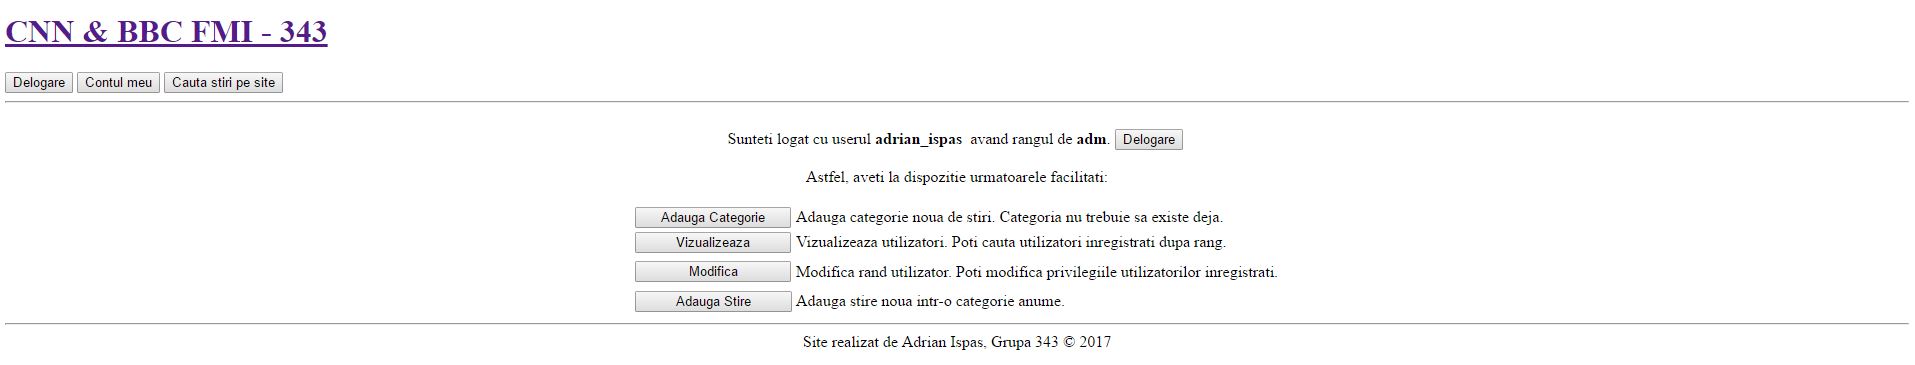 CNN & BBC FMI - 343
Delogare Contul meu Cauta stiri pe site
Sunteti logat cu userul adrian_ispas avand rangul de adm. Delogare
Astfel, aveti la dispozitie urmatoarele facilitati:
Adauga Categorie Adauga categorie noua de stiri. Categoria nu trebuie sa existe deja.
Vizualizeaza Vizualizeaza utilizatori. Poti cauta utilizatori inregistrati dupa rang.
Modifica Modifica rand utilizator. Poti modifica privilegiile utilizatorilor inregistrati.
Adauga Stire Adauga stire noua intr-o categorie anume.
Site realizat de Adrian Ispas, Grupa 343 © 2017